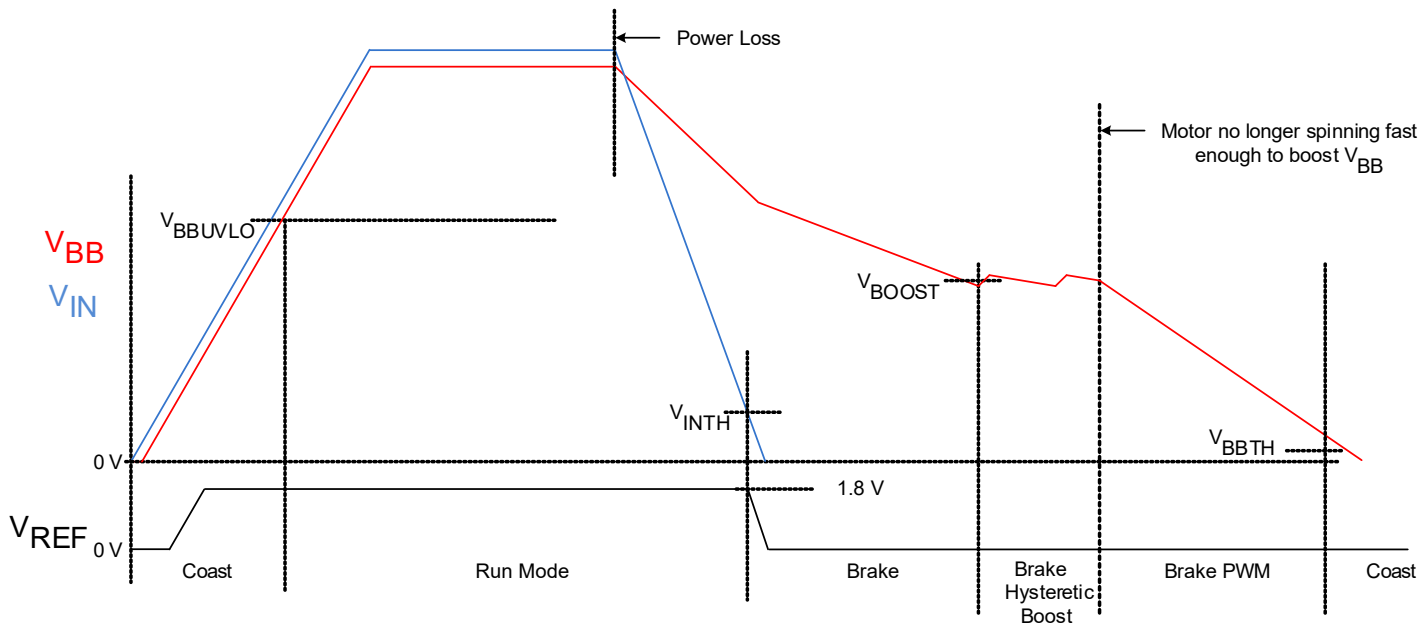 Power Loss
Motor no longer spinning fast
enough to boost VBB
VBBUVLO
VBB
VIN
VBOOST
VINTH
VBBTH
0 V
1.8 V
VREF
0 V
Coast
Run Mode
Brake
Brake
Hysteretic
Boost
Brake PWM
Coast